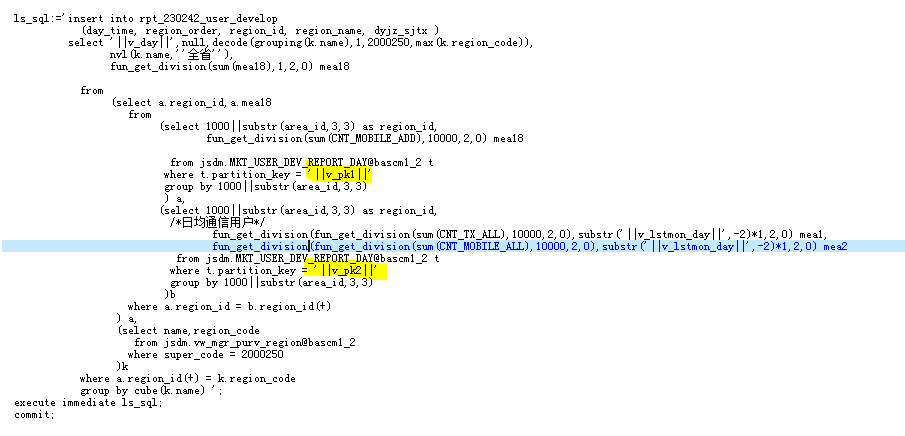 ls_sql:='insert into rpt_230242_user_develop
(day_time, region_order, region_id, region_name, dyjz_sjtx )
select '||v_day||',null,decode(grouping(k.name),1,2000250,max(k.region_code)),
nvl(k.name,''全省''),
fun_get_division(sum(mea18),1,2,0) mea18
from
(select a.region_id,a.mea18
from
(select 1000||substr(area_id,3,3) as region_id,
fun_get_division(sum(CNT_MOBILE_ADD),10000,2,0) mea18
from jsdm.MKT_USER_DEV_REPORT_DAY@bascm1_2 t
where t.partition_key = '||v_pk1||'
group by 1000||substr(area_id,3,3)
) a,
(select 1000||substr(area_id,3,3) as region_id,
/*日均通信用户*/
fun_get_division(fun_get_division(sum(CNT_TX_ALL),10000,2,0),substr('||v_lstmon_day||',-2)*1,2,0) mea1,
fun_get_division(fun_get_division(sum(CNT_MOBILE_ALL),10000,2,0),substr('||v_lstmon_day||',-2)*1,2,0) mea2
from jsdm.MKT_USER_DEV_REPORT_DAY@bascm1_2 t
where t.partition_key = '||v_pk2||'
group by 1000||substr(area_id,3,3)
)b
where a.region_id = b.region_id(+)
) a,
(select name,region_code
from jsdm.vw_mgr_purv_region@bascm1_2
where super_code = 2000250
)k
where a.region_id(+) = k.region_code
group by cube(k.name) ';
execute immediate ls_sql;
commit;